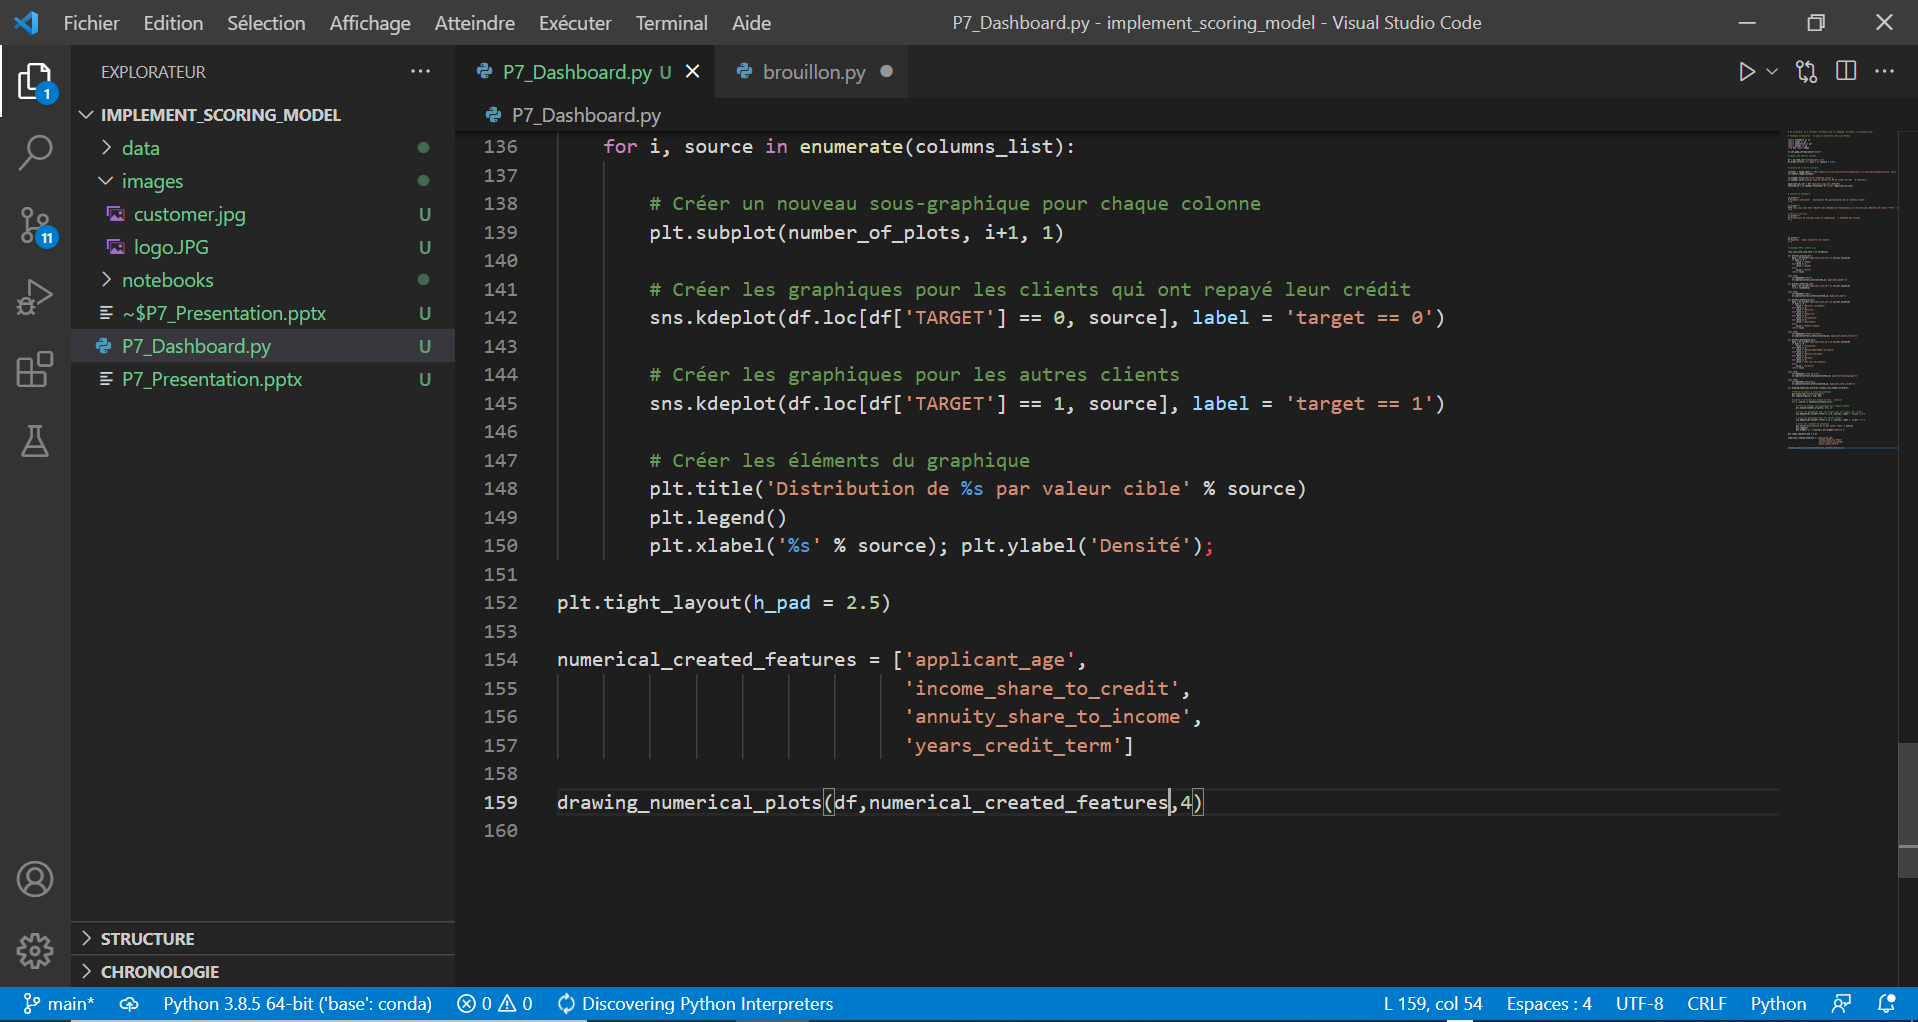 Fichier Edition Sélection Affichage Atteindre Exécuter Terminal Aide P7_Dashboard.py - implement_scoring_model - Visual Studio Code
EXPLORATEUR
P7_Dashboard.py U
brouillon.py
1
IMPLEMENT_SCORING_MODEL
data
images
customer.jpg U
logo.JPG U
11
notebooks
~$P7_Presentation.pptx U
P7_Dashboard.py U
P7_Presentation.pptx U
STRUCTURE
CHRONOLOGIE
P7_Dashboard.py
136 for i, source in enumerate(columns_list):
137
138 # Créer un nouveau sous-graphique pour chaque colonne
139 plt.subplot(number_of_plots, i+1, 1)
140
141 # Créer les graphiques pour les clients qui ont repayé leur crédit
142 sns.kdeplot(df.loc[df['TARGET'] == 0, source], label = 'target == 0')
143
144 # Créer les graphiques pour les autres clients
145 sns.kdeplot(df.loc[df['TARGET'] == 1, source], label = 'target == 1')
146
147 # Créer les éléments du graphique
148 plt.title('Distribution de %s par valeur cible' % source)
149 plt.legend()
150 plt.xlabel('%s' % source); plt.ylabel('Densité');
151
152 plt.tight_layout(h_pad = 2.5)
153
154 numerical_created_features = ['applicant_age',
155 'income_share_to_credit',
156 'annuity_share_to_income',
157 'years_credit_term']
158
159 drawing_numerical_plots(df,numerical_created_features,4)
160
main* Python 3.8.5 64-bit ('base': conda) 0 0 Discovering Python Interpreters L 159, col 54 Espaces : 4 UTF-8 CRLF Python